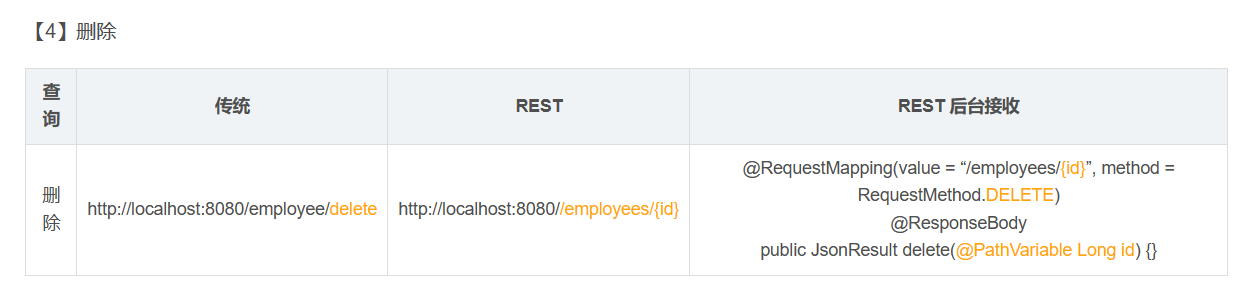 【4】删除
查
询
传统
REST
REST 后台接收
删
除
http://localhost:8080/employee/delete
http://localhost:8080//employees/{id}
@RequestMapping(value = “/employees/{id}”, method =
RequestMethod.DELETE)
@ResponseBody
public JsonResult delete(@PathVariable Long id) {}